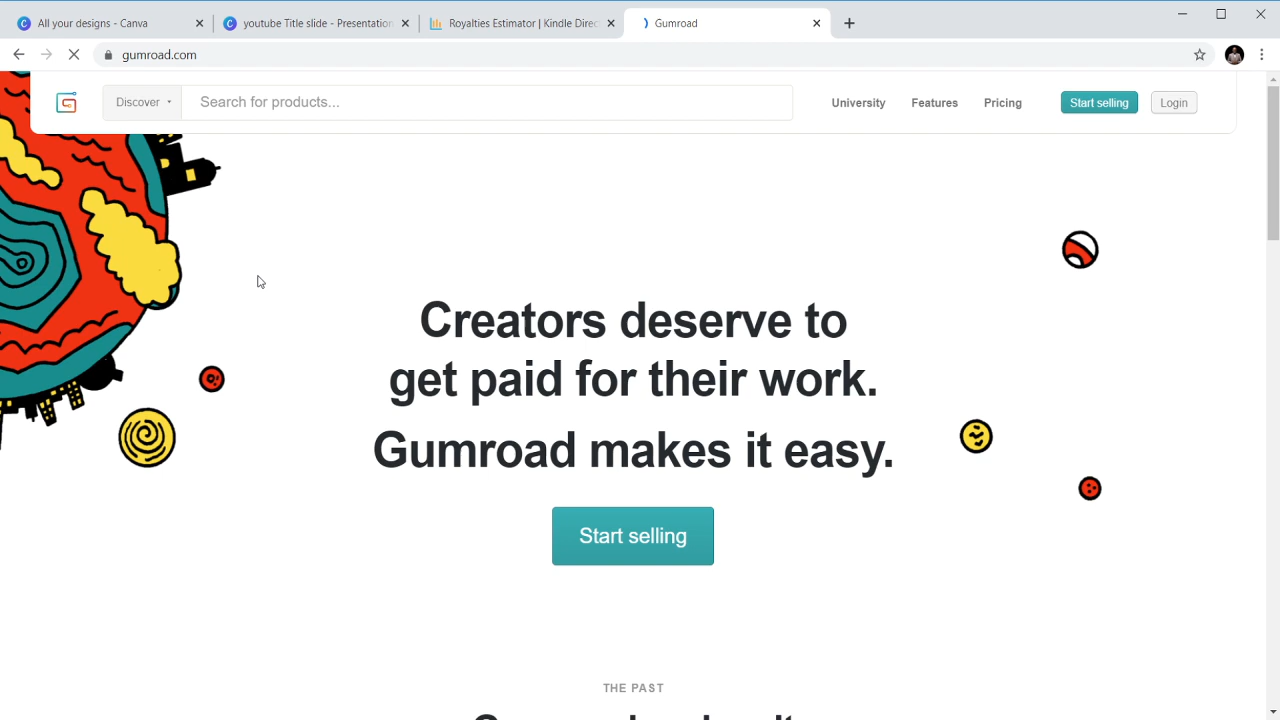 All your designs - Canva
youtube Title slide - Presentation
Royalties Estimator | Kindle Direc
Gumroad
gumroad.com
Discover
Search for products...
University
Features
Pricing
Start selling
Login
Creators deserve to
get paid for their work.
Gumroad makes it easy.
Start selling
THE PAST